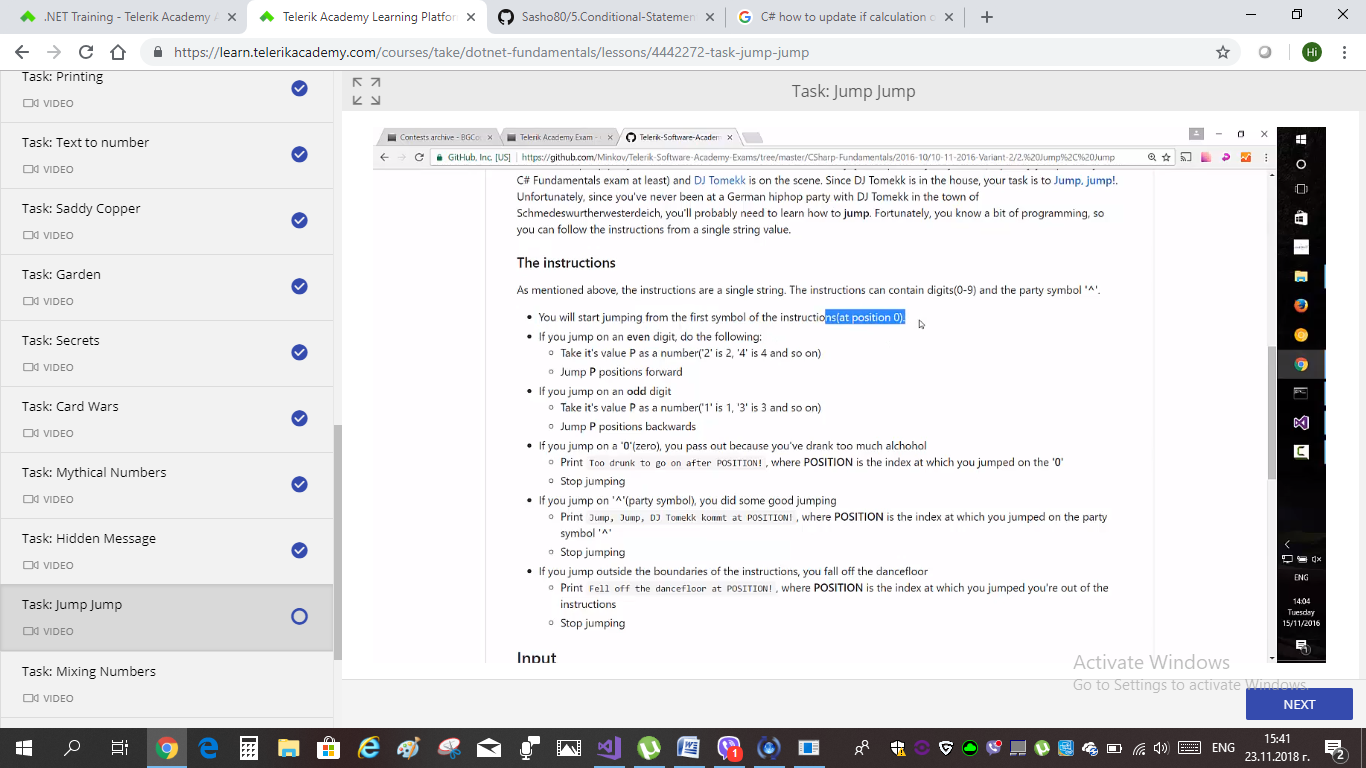 .NET Training - Telerik Academy A
Telerik Academy Learning Platfor
Sasho80/5.Conditional-Statemen
C# how to update if calculation o
https://learn.telerikacademy.com/courses/take/dotnet-fundamentals/lessons/4442272-task-jump-jump
Hi
Task: Printing
VIDEO
Task: Text to number
VIDEO
Task: Saddy Copper
VIDEO
Task: Garden
VIDEO
Task: Secrets
VIDEO
Task: Card Wars
VIDEO
Task: Mythical Numbers
VIDEO
Task: Hidden Message
VIDEO
Task: Jump Jump
VIDEO
Task: Mixing Numbers
VIDEO
Task: Jump Jump
Contests archive - BGCo
Telerik Academy Exam -
Telerik-Software-Academ
GitHub, Inc. [US]
https://github.com/Minkov/Telerik-Software-Academy-Exams/tree/master/CSharp-Fundamentals/2016-10/10-11-2016-Variant-2/2.%20Jump%2C%20Jump
C# Fundamentals exam at least) and DJ Tomekk is on the scene. Since DJ Tomekk is in the house, your task is to Jump, jump!.
Unfortunately, since you've never been at a German hiphop party with DJ Tomekk in the town of
Schmedeswurtherwesterdeich, you'll probably need to learn how to jump. Fortunately, you know a bit of programming, so
you can follow the instructions from a single string value.
The instructions
As mentioned above, the instructions are a single string. The instructions can contain digits(0-9) and the party symbol '^'.
You will start jumping from the first symbol of the instructions(at position 0).
If you jump on an even digit, do the following:
Take it's value P as a number('2' is 2, '4' is 4 and so on)
Jump P positions forward
If you jump on an odd digit
Take it's value P as a number('1' is 1, '3' is 3 and so on)
Jump P positions backwards
If you jump on a '0'(zero), you pass out because you've drank too much alchohol
Print Too drunk to go on after POSITION!, where POSITION is the index at which you jumped on the '0'
Stop jumping
If you jump on '^'(party symbol), you did some good jumping
Print Jump, Jump, DJ Tomekk kommt at POSITION!, where POSITION is the index at which you jumped on the party
symbol '^'
Stop jumping
If you jump outside the boundaries of the instructions, you fall off the dancefloor
Print Fell off the dancefloor at POSITION!, where POSITION is the index at which you jumped you're out of the
instructions
Stop jumping
Input
ENG
14:04
Tuesday
15/11/2016
Activate Windows
Go to Settings to activate Windows.
NEXT
ENG
15:41
23.11.2018 г.